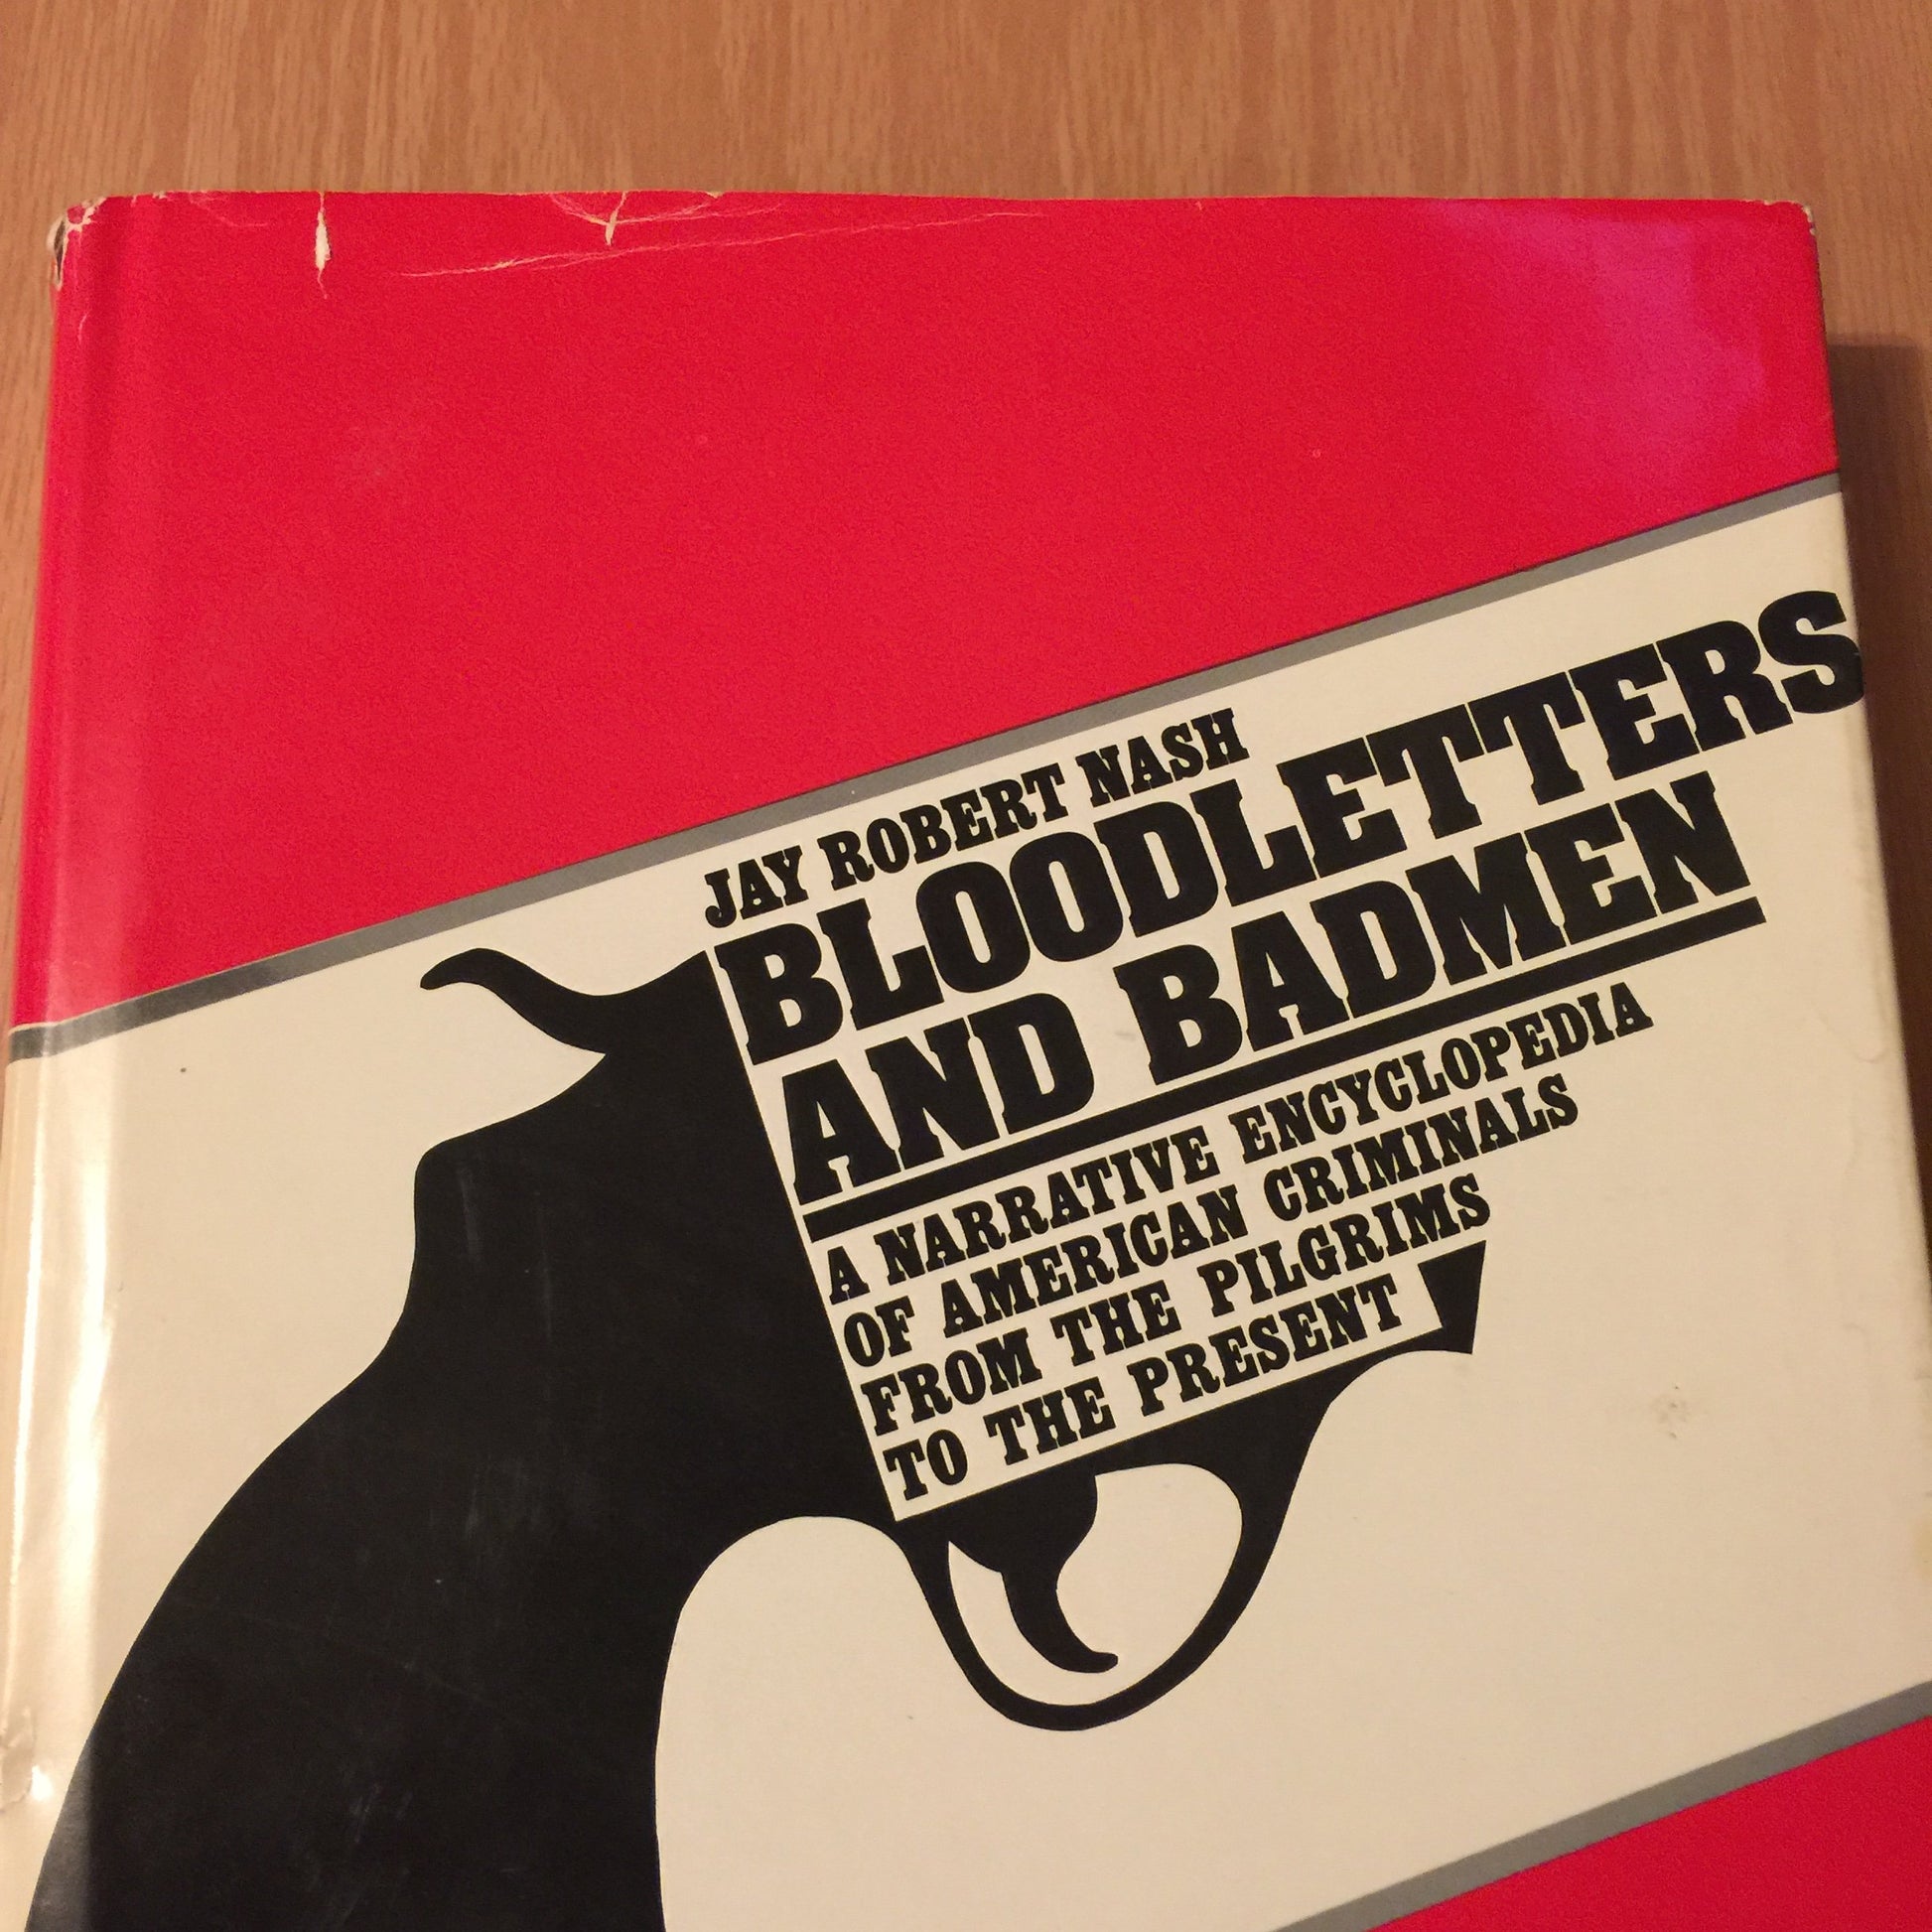 JAY ROBERT NASH
BLOODLETTERS
AND BADMEN
A NARRATIVE ENCYCLOPEDIA
OF AMERICAN CRIMINALS
FROM THE PILGRIMS
TO THE PRESENT